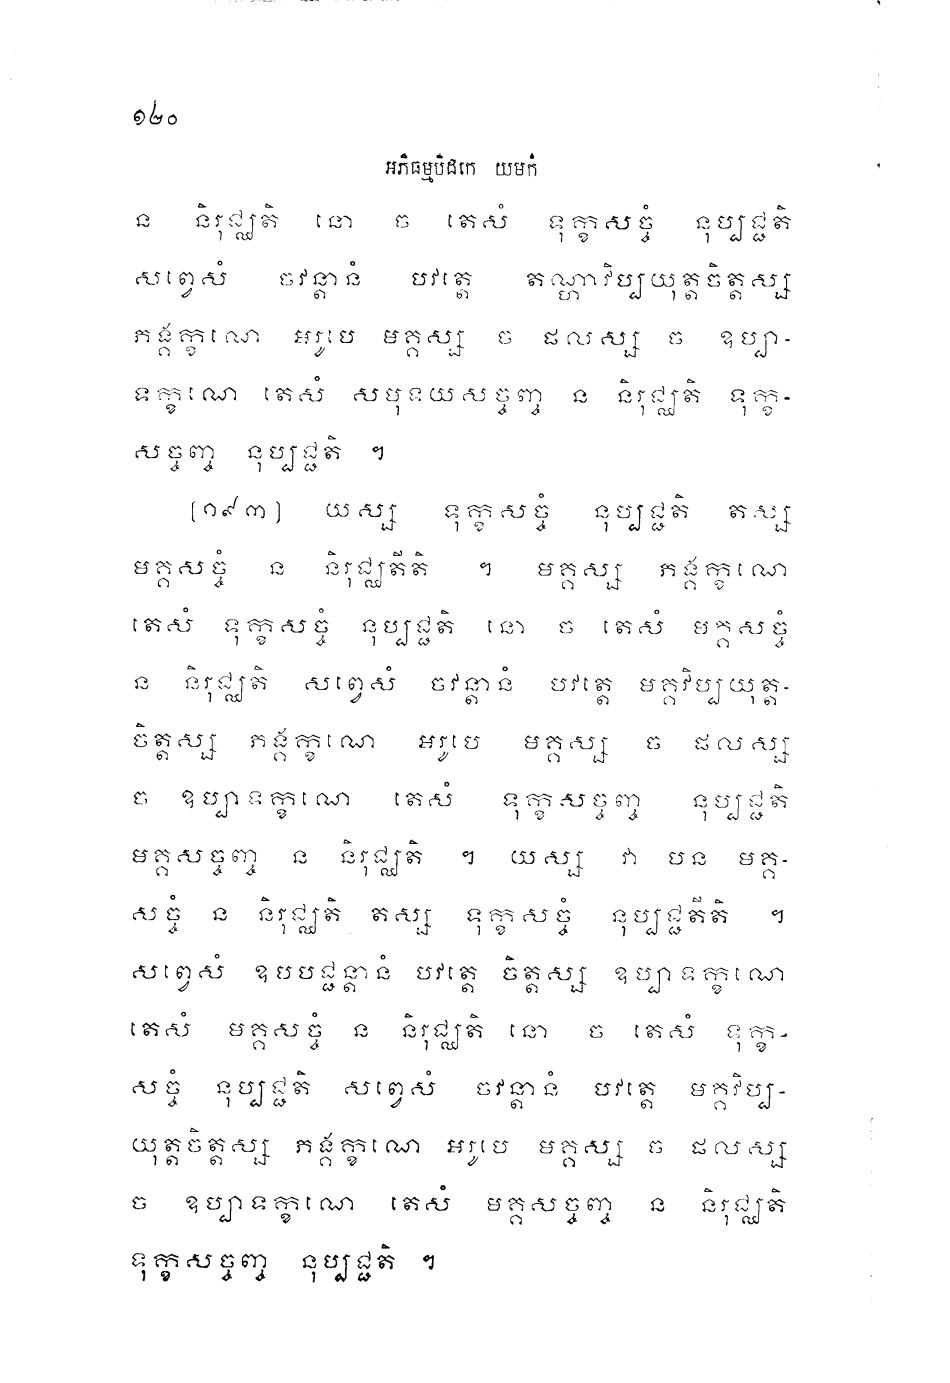 ១២០
អភិធម្មបិដកេ យមកំ
ន និរុជ្ឈតិ នោ ច តេសំ ទុក្ខសច្ចំ នុប្បជ្ជតិ
សព្វេសំ ចវន្តានំ បវត្តេ តណ្ហាវិប្បយុត្តចិត្តស្ស
ភង្គក្ខណេ អរូបេ មគ្គស្ស ច ផលស្ស ច ឧប្បា-
ទក្ខណេ តេសំ សមុទយសច្ចញ្ច ន និរុជ្ឈតិ ទុក្ខ-
សច្ចញ្ច នុប្បជ្ជតិ ។
[១៩៣] យស្ស ទុក្ខសច្ចំ នុប្បជ្ជតិ តស្ស
មគ្គសច្ចំ ន និរុជ្ឈតីតិ ។ មគ្គស្ស ភង្គក្ខណេ
តេសំ ទុក្ខសច្ចំ នុប្បជ្ជតិ នោ ច តេសំ មគ្គសច្ចំ
ន និរុជ្ឈតិ សព្វេសំ ចវន្តានំ បវត្តេ មគ្គវិប្បយុត្ត-
ចិត្តស្ស ភង្គក្ខណេ អរូបេ មគ្គស្ស ច ផលស្ស
ច ឧប្បាទក្ខណេ តេសំ ទុក្ខសច្ចញ្ច នុប្បជ្ជតិ
មគ្គសច្ចញ្ច ន និរុជ្ឈតិ ។ យស្ស វា បន មគ្គ-
សច្ចំ ន និរុជ្ឈតិ តស្ស ទុក្ខសច្ចំ នុប្បជ្ជតីតិ ។
សព្វេសំ ឧបបជ្ជន្តានំ បវត្តេ ចិត្តស្ស ឧប្បាទក្ខណេ
តេសំ មគ្គសច្ចំ ន និរុជ្ឈតិ នោ ច តេសំ ទុក្ខ-
សច្ចំ នុប្បជ្ជតិ សព្វេសំ ចវន្តានំ បវត្តេ មគ្គវិប្ប-
យុត្តចិត្តស្ស ភង្គក្ខណេ អរូបេ មគ្គស្ស ច ផលស្ស
ច ឧប្បាទក្ខណេ តេសំ មគ្គសច្ចញ្ច ន និរុជ្ឈតិ
ទុក្ខសច្ចញ្ច នុប្បជ្ជតិ ។